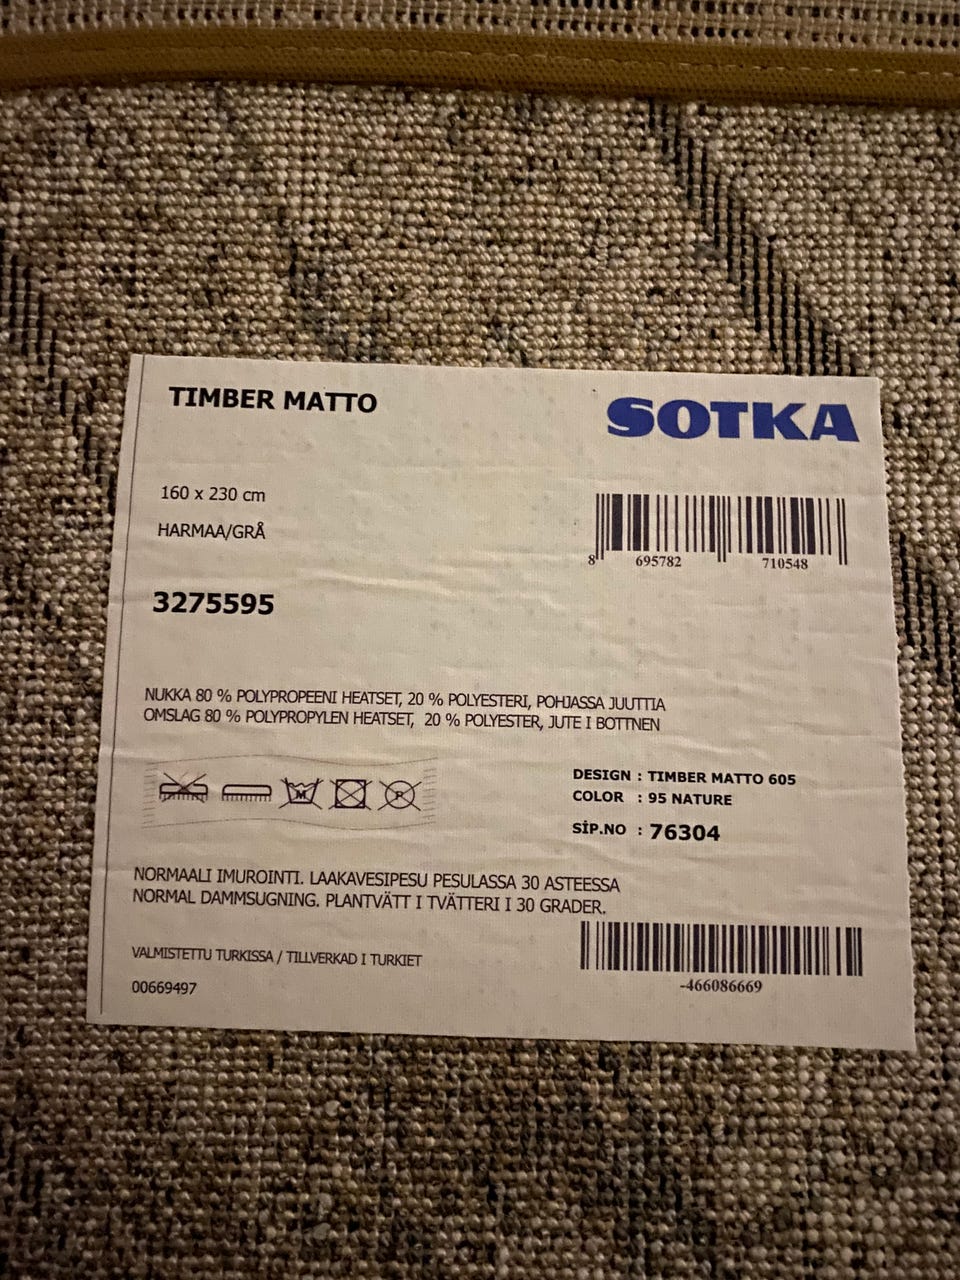 TIMBER MATTO
SOTKA
160 x 230 cm
HARMAA/GRÅ
8 695782 710548
3275595
NUKKA 80 % POLYPROPEENI HEATSET, 20 % POLYESTERI, POHJASSA JUUTTIA
OMSLAG 80 % POLYPROPYLEN HEATSET, 20 % POLYESTER, JUTE I BOTTNEN
M P
DESIGN : TIMBER MATTO 605
COLOR : 95 NATURE
SİP.NO : 76304
NORMAALI IMUROINTI. LAAKAVESIPESU PESULASSA 30 ASTEESSA
NORMAL DAMMSUGNING. PLANTVÄTT I TVÄTTERI I 30 GRADER.
VALMISTETTU TURKISSA / TILLVERKAD I TURKIET
00669497
-466086669